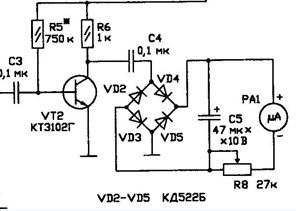 R5*
750 к
R6
1 к
C4
0,1 мк
C3
0,1 мк
VD2
VD4
VT2
КТ3102Г
VD3
VD5
+
C5
47 мк ×
×10 В
PA1
+
μA
−
R8 27к
VD2-VD5 КД522Б